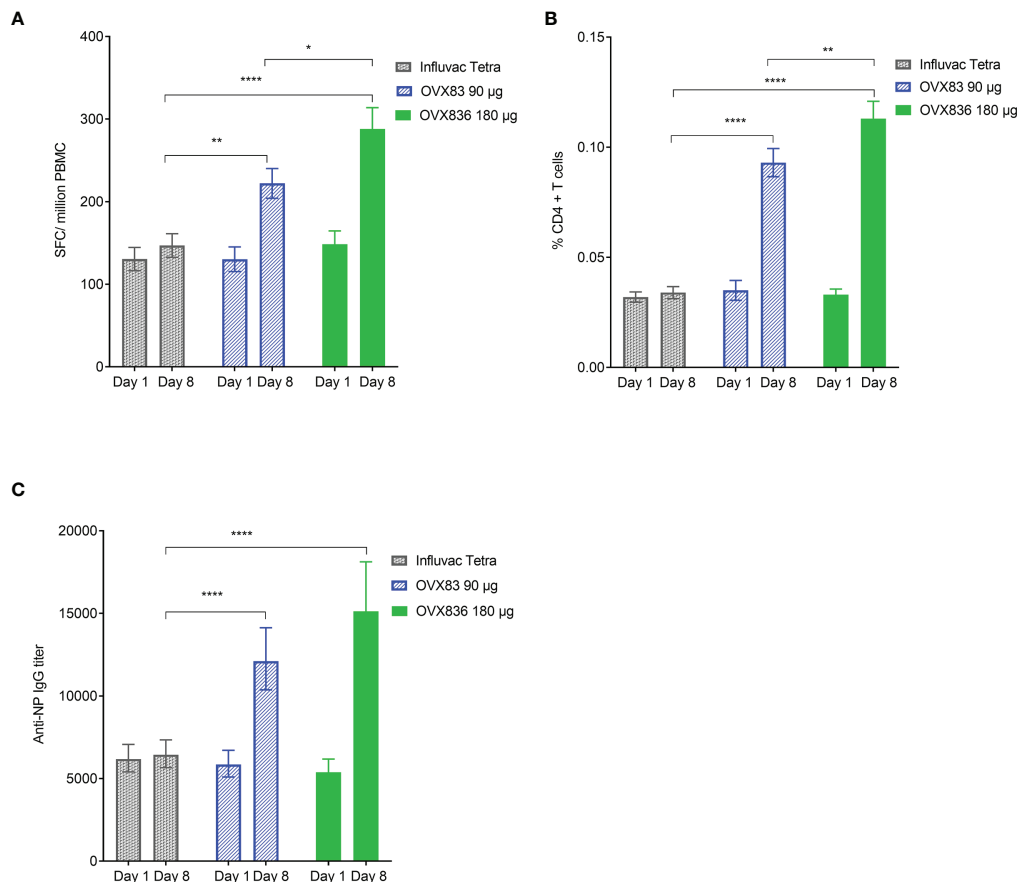 A
SFC/ million PBMC
400
300
200
100
0
*
****
**
Influvac Tetra
OVX83 90 µg
OVX836 180 µg
Day 1 Day 8 Day 1 Day 8 Day 1 Day 8
B
% CD4 + T cells
0.15
0.10
0.05
0.00
**
****
****
Influvac Tetra
OVX83 90 µg
OVX836 180 µg
Day 1 Day 8 Day 1 Day 8 Day 1 Day 8
C
Anti-NP IgG titer
20000
15000
10000
5000
0
****
****
Influvac Tetra
OVX83 90 µg
OVX836 180 µg
Day 1 Day 8 Day 1 Day 8 Day 1 Day 8